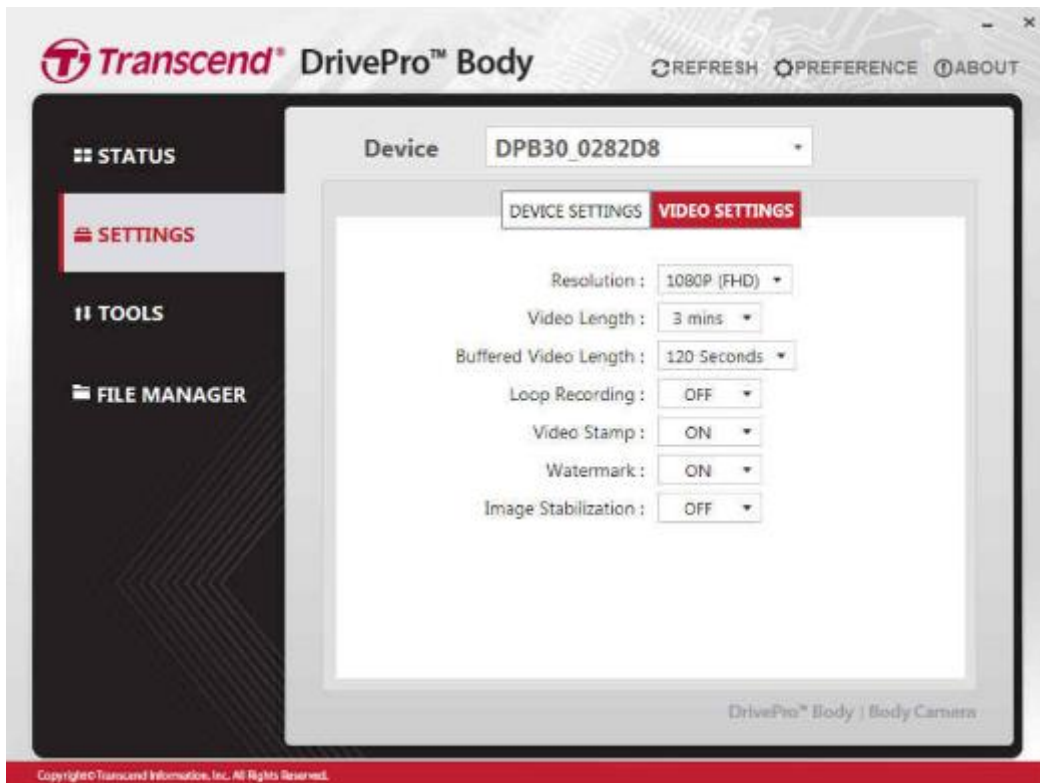 Transcend® DrivePro™ Body
REFRESH PREFERENCE ABOUT
STATUS
SETTINGS
TOOLS
FILE MANAGER
Device DPB30_0282D8
DEVICE SETTINGS VIDEO SETTINGS
Resolution : 1080P (FHD)
Video Length : 3 mins
Buffered Video Length : 120 Seconds
Loop Recording : OFF
Video Stamp : ON
Watermark : ON
Image Stabilization : OFF
DrivePro™ Body | Body Camera
Copyright© Transcend Information, Inc. All Rights Reserved.